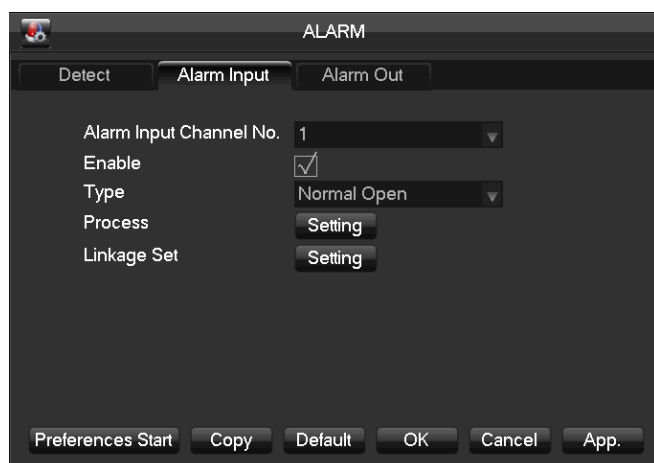 ALARM
Detect Alarm Input Alarm Out
Alarm Input Channel No. 1
Enable
Type Normal Open
Process Setting
Linkage Set Setting
Preferences Start Copy Default OK Cancel App.